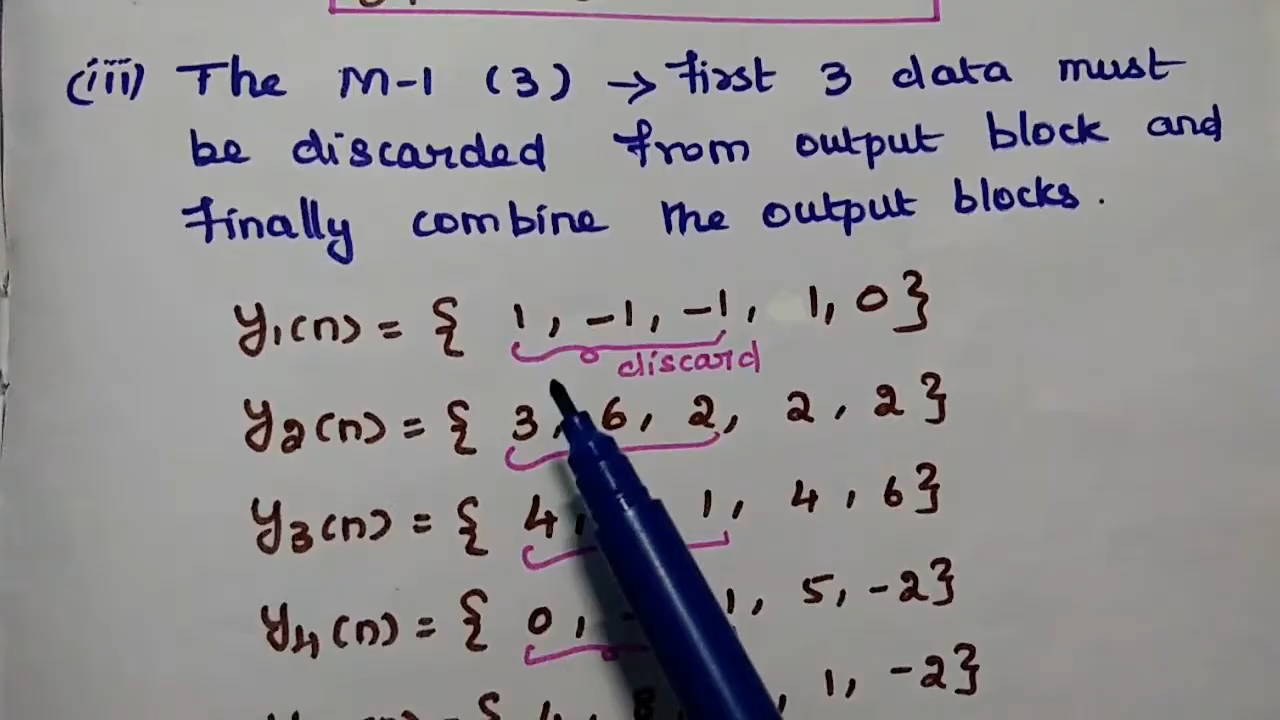 (iii) The M-1 (3) → first 3 data must
be discarded from output block and
finally combine the output blocks.
y1(n) = { 1, -1, -1, 1, 0}
discard
y2(n) = { 3, 6, 2, 2, 2}
y3(n) = { 4, 1, 4, 6}
y4(n) = { 0, 1, 5, -2}
1, -2}